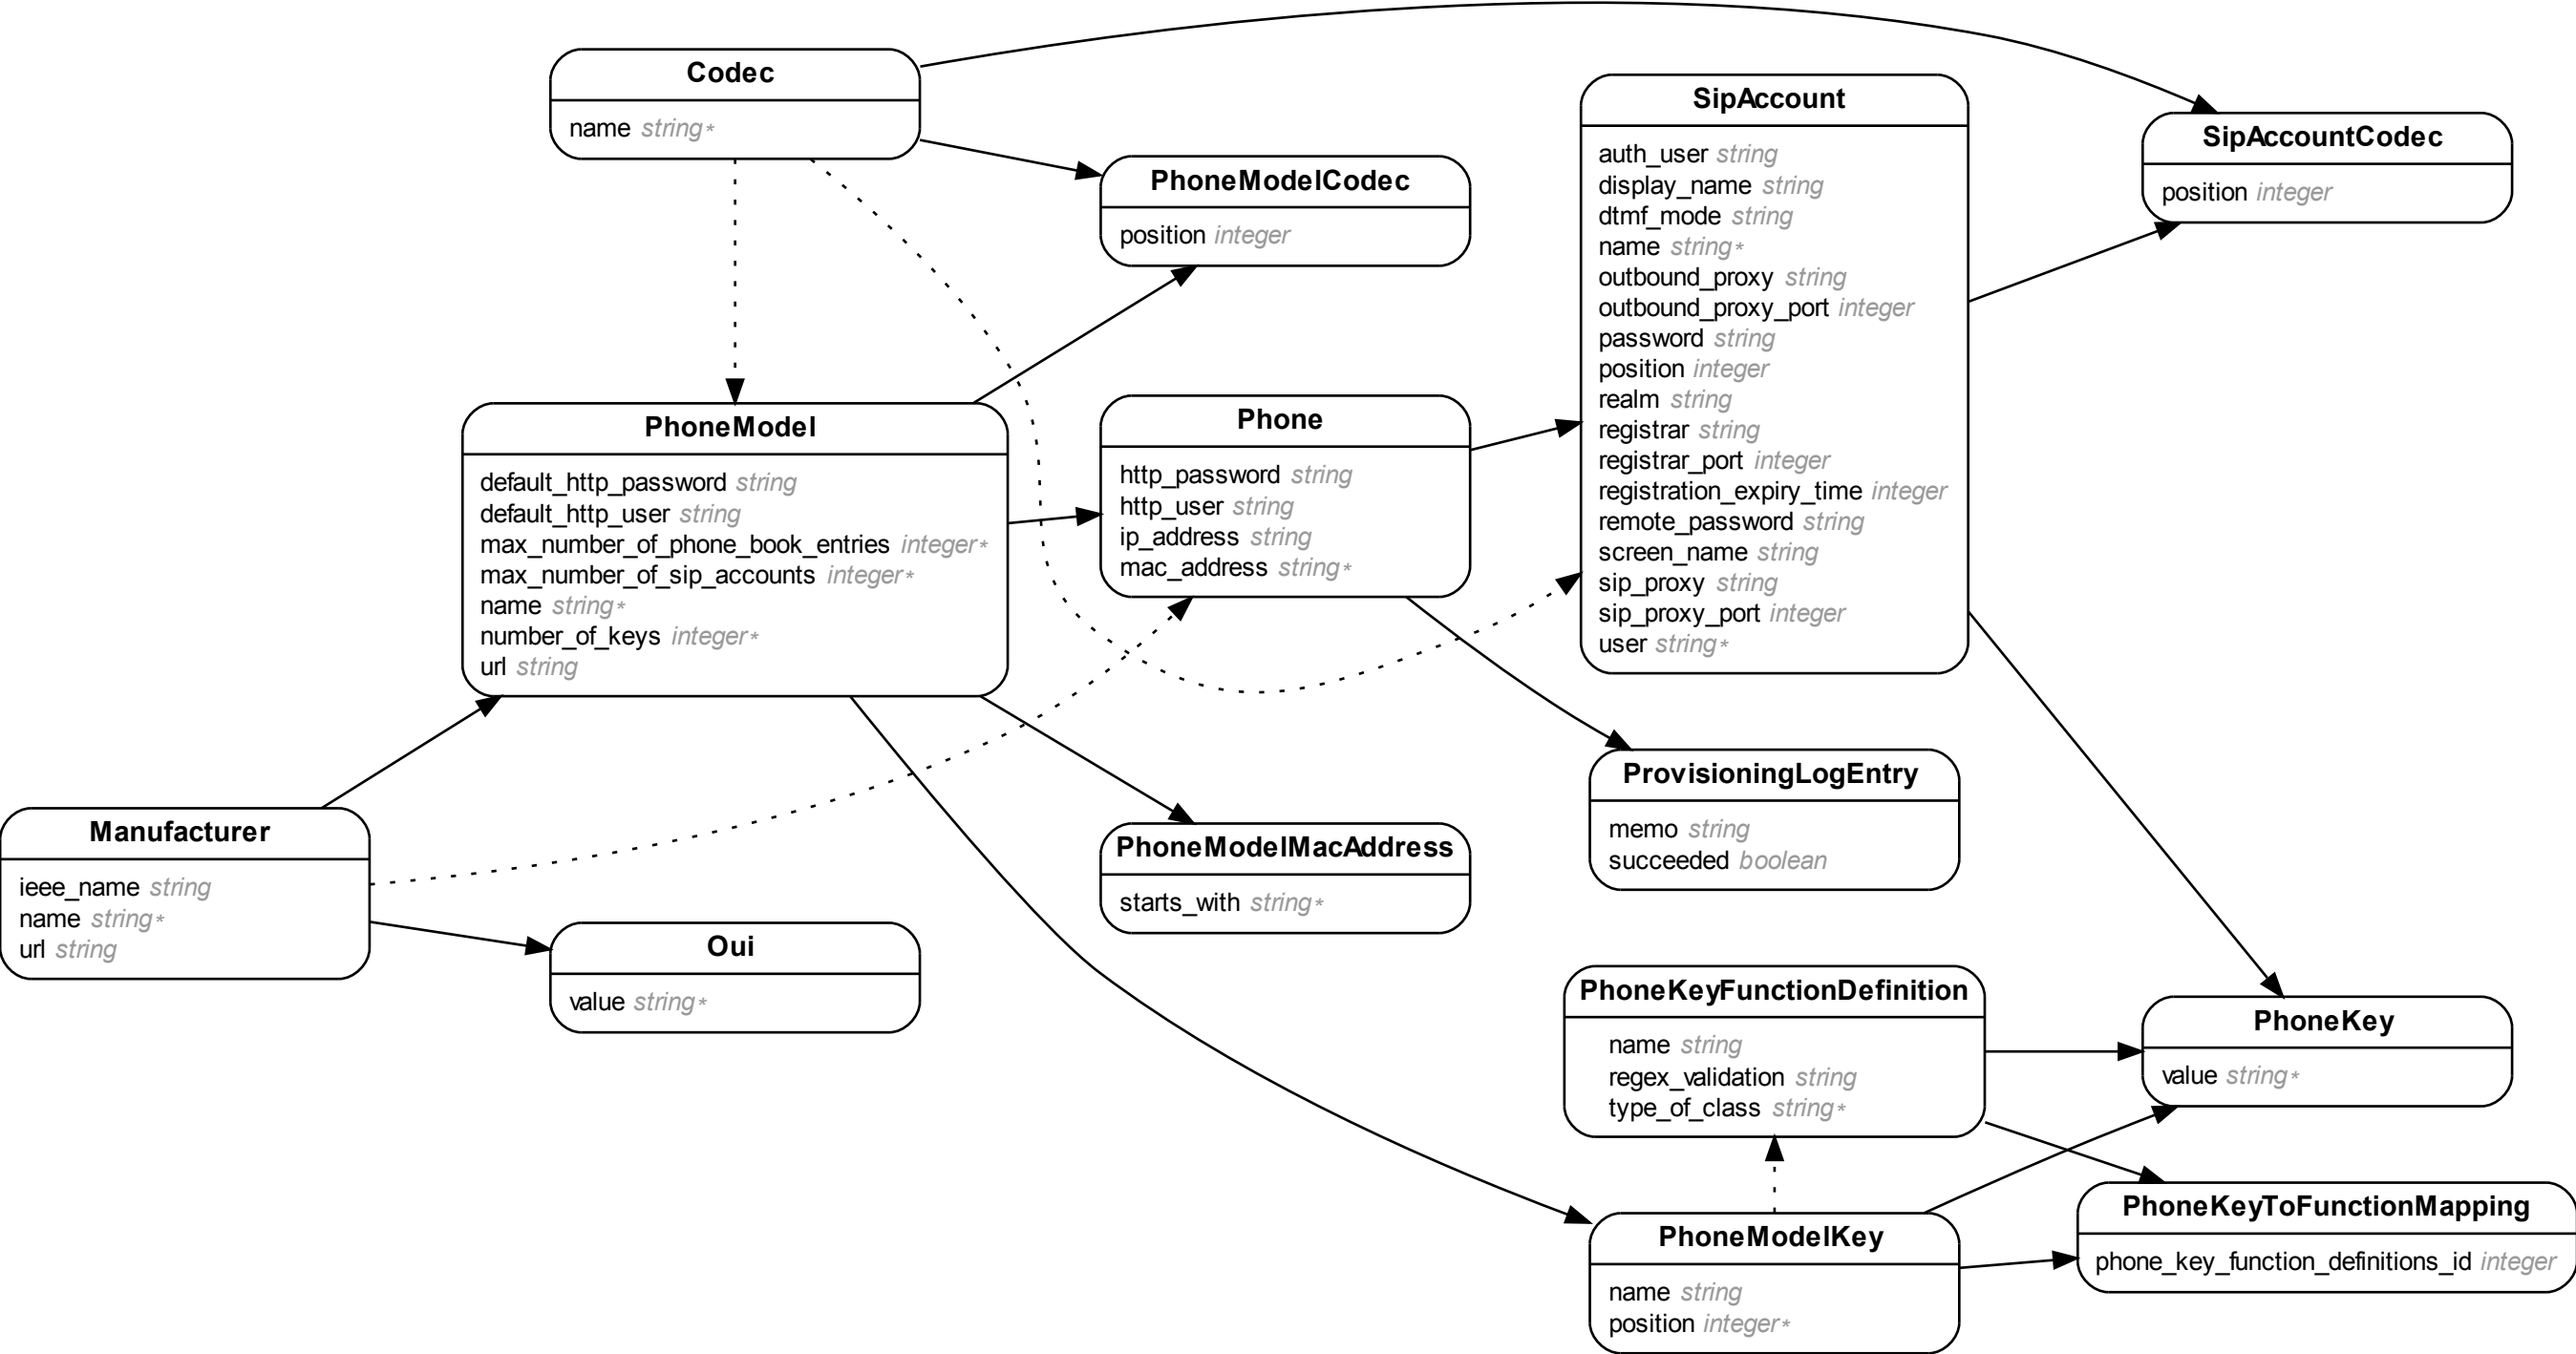 Codec
name string*
SipAccount
auth_user string
display_name string
dtmf_mode string
name string*
outbound_proxy string
outbound_proxy_port integer
password string
position integer
realm string
registrar string
registrar_port integer
registration_expiry_time integer
remote_password string
screen_name string
sip_proxy string
sip_proxy_port integer
user string*
SipAccountCodec
position integer
PhoneModelCodec
position integer
PhoneModel
default_http_password string
default_http_user string
max_number_of_phone_book_entries integer*
max_number_of_sip_accounts integer*
name string*
number_of_keys integer*
url string
Phone
http_password string
http_user string
ip_address string
mac_address string*
ProvisioningLogEntry
memo string
succeeded boolean
Manufacturer
ieee_name string
name string*
url string
PhoneModelMacAddress
starts_with string*
Oui
value string*
PhoneKeyFunctionDefinition
name string
regex_validation string
type_of_class string*
PhoneKey
value string*
PhoneKeyToFunctionMapping
phone_key_function_definitions_id integer
PhoneModelKey
name string
position integer*